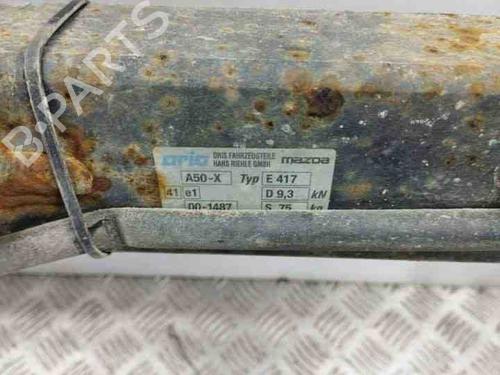 B-PARTS
oris ORIS FAHRZEUGTEILE mazda
HANS RIEHLE GMBH
A50-X Typ E 417
41 e1 D 9,3 kN
00-1487 S 75 kg